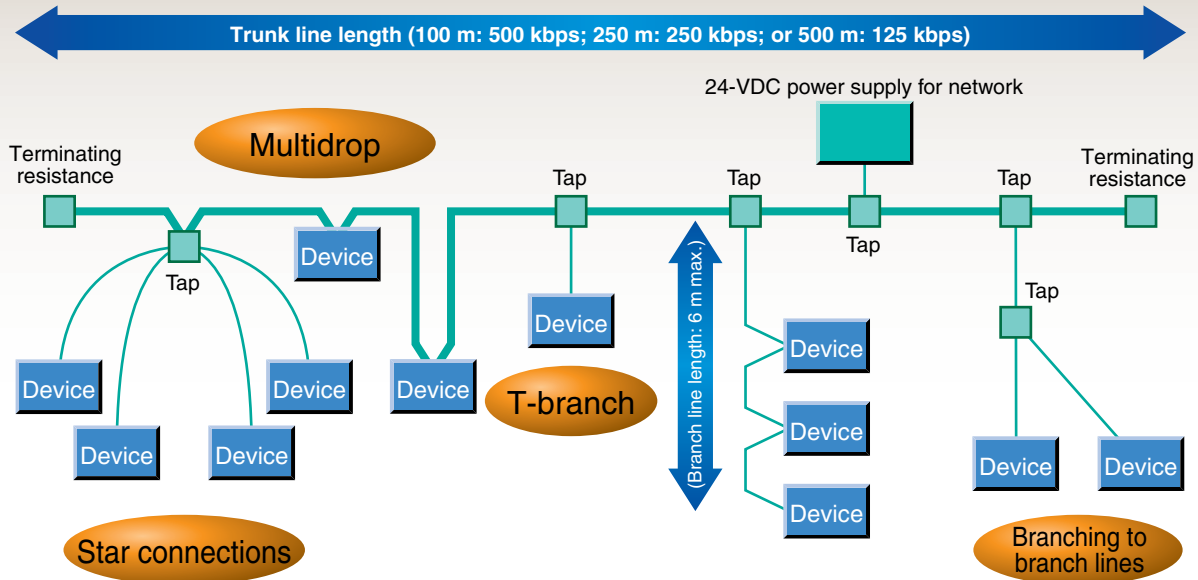 Trunk line length (100 m: 500 kbps; 250 m: 250 kbps; or 500 m: 125 kbps)
24-VDC power supply for network
Multidrop
Terminating
resistance
Tap
Tap
Tap
Terminating
resistance
Device
Tap
Tap
Tap
(Branch line length: 6 m max.)
Device
Device
Device
Device
Device
T-branch
Device
Device
Device
Device
Device
Device
Star connections
Branching to
branch lines